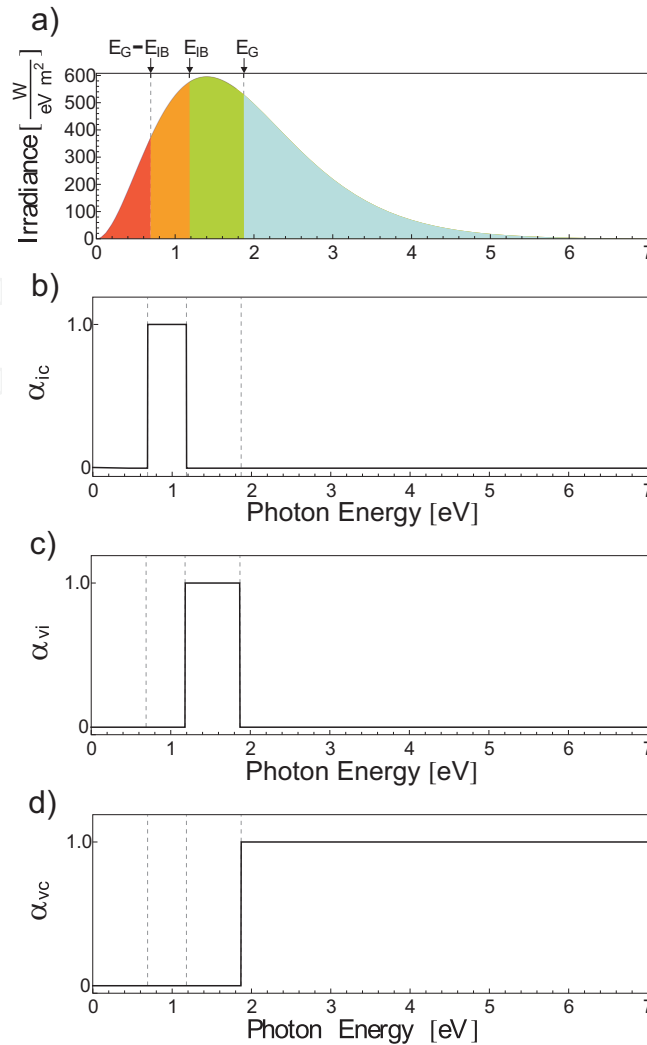 a)
E_G−E_IB E_IB E_G
Irradiance [ W / eV m² ]
600
500
400
300
200
100
0
0 1 2 3 4 5 6 7
b)
α_ic
1.0
0
0 1 2 3 4 5 6 7
Photon Energy [eV]
c)
α_vi
1.0
0
0 1 2 3 4 5 6 7
Photon Energy [eV]
d)
α_vc
1.0
0
0 1 2 3 4 5 6 7
Photon Energy [eV]